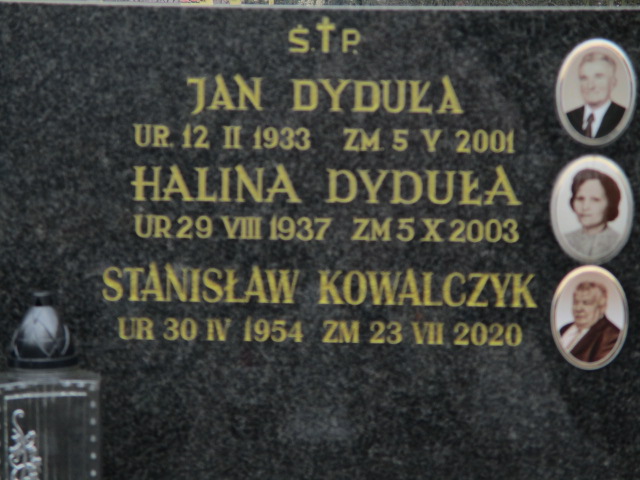 Ś.†P.
JAN DYDUŁA
UR. 12 II 1933 ZM. 5 V 2001
HALINA DYDUŁA
UR 29 VIII 1937 ZM 5 X 2003
STANISŁAW KOWALCZYK
UR 30 IV 1954 ZM 23 VII 2020